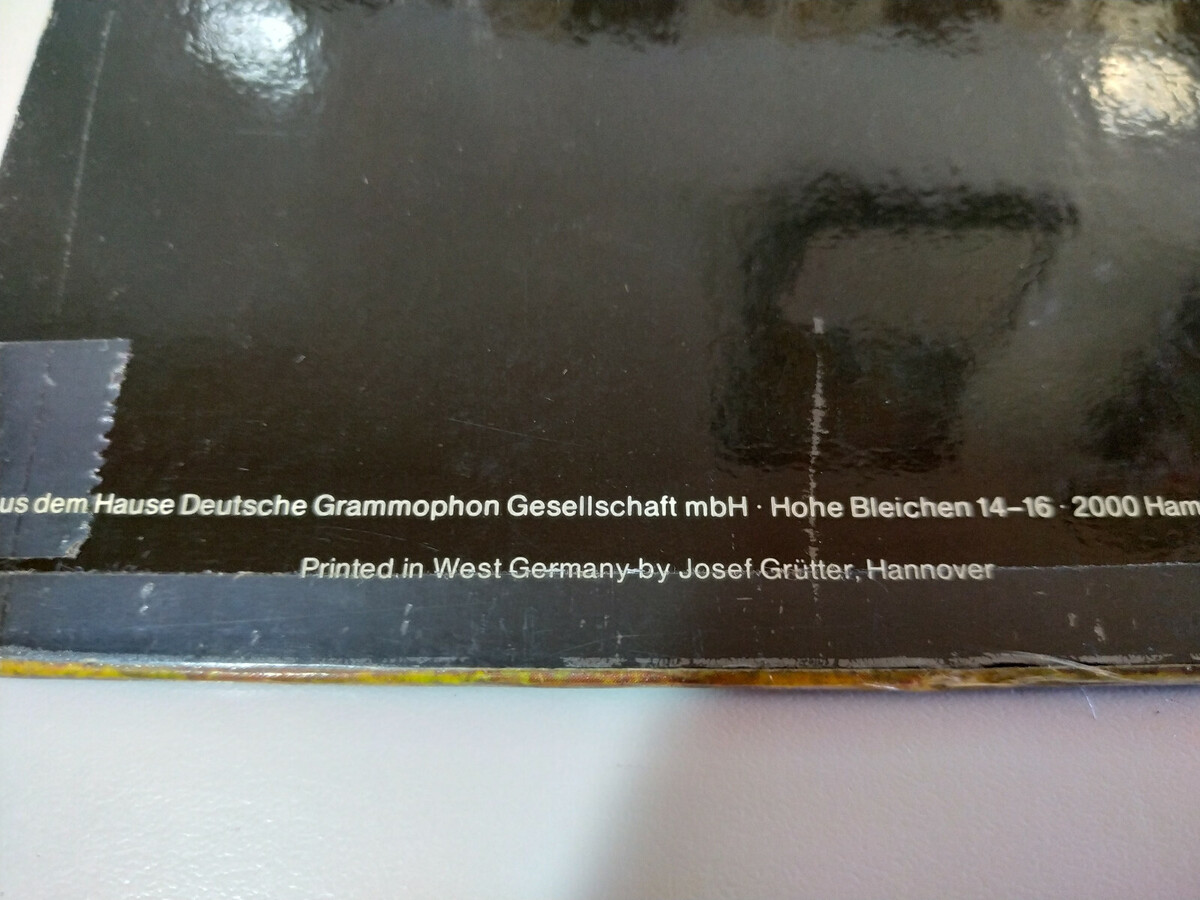 us dem Hause Deutsche Grammophon Gesellschaft mbH · Hohe Bleichen 14–16 · 2000 Ham
Printed in West Germany by Josef Grütter, Hannover